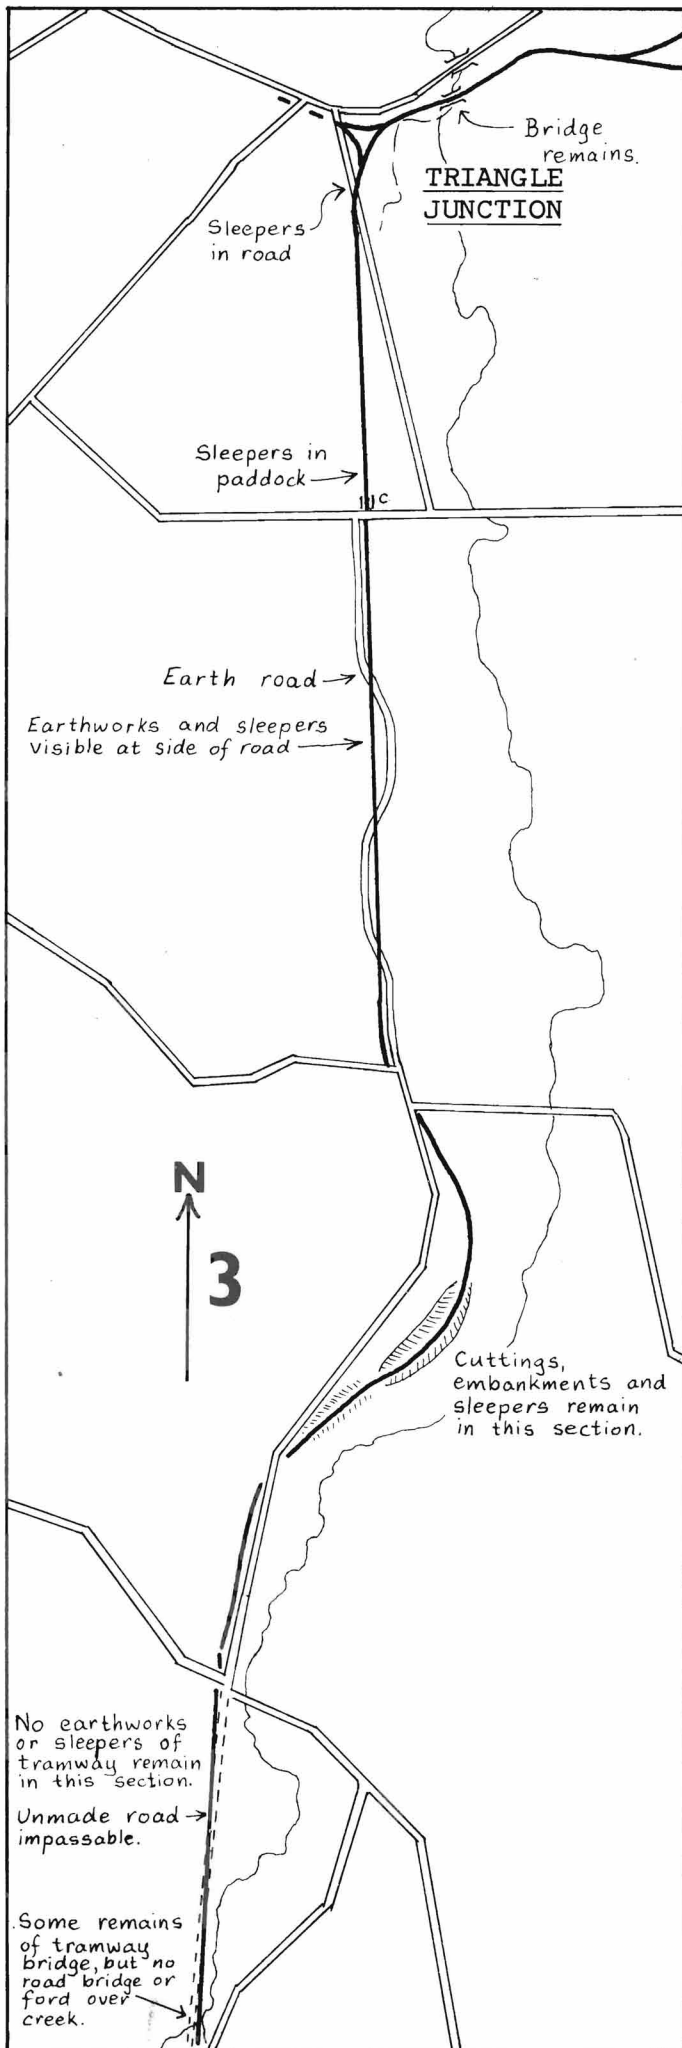 Bridge
remains.
TRIANGLE
JUNCTION
Sleepers
in road
Sleepers in
paddock
C
Earth road
Earthworks and sleepers
visible at side of road
N
3
Cuttings,
embankments and
sleepers remain
in this section.
No earthworks
or sleepers of
tramway remain
in this section.
Unmade road
impassable.
Some remains
of tramway
bridge, but no
road bridge or
ford over
creek.